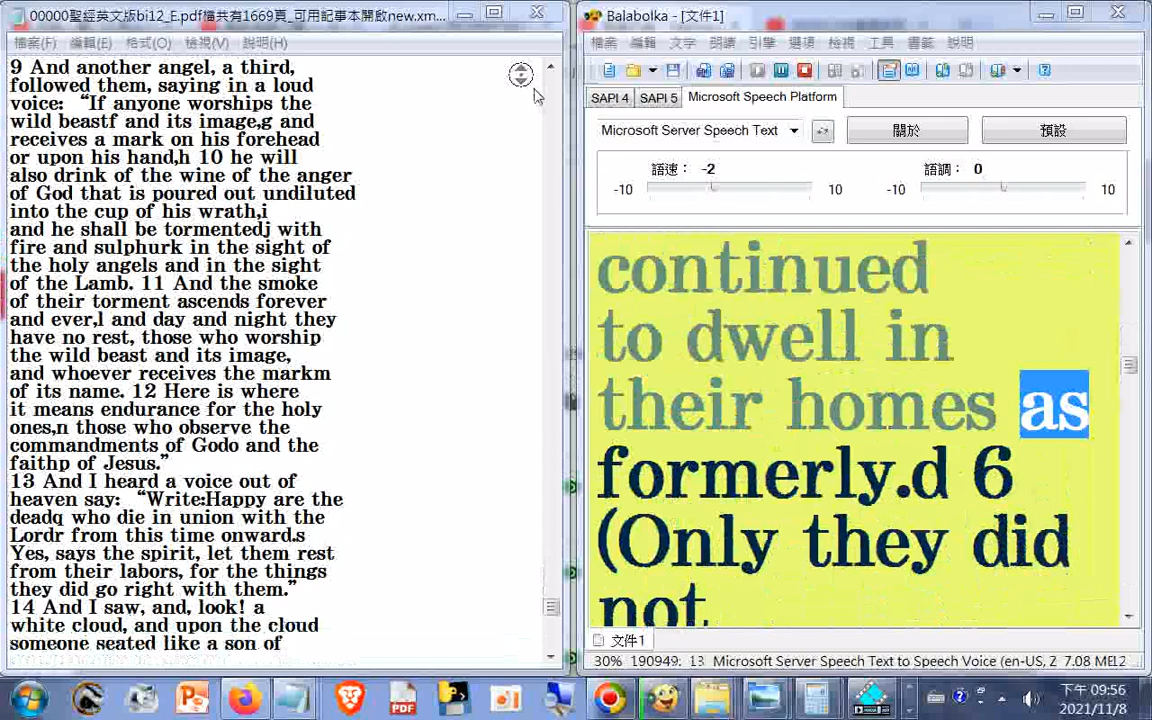 00000聖經英文版bi12_E.pdf檔共有1669頁_可用記事本開啟new.xm...
檔案(F) 編輯(E) 格式(O) 檢視(V) 說明(H)
9 And another angel, a third,
followed them, saying in a loud
voice: “If anyone worships the
wild beastf and its image,g and
receives a mark on his forehead
or upon his hand,h 10 he will
also drink of the wine of the anger
of God that is poured out undiluted
into the cup of his wrath,i
and he shall be tormentedj with
fire and sulphurk in the sight of
the holy angels and in the sight
of the Lamb. 11 And the smoke
of their torment ascends forever
and ever,l and day and night they
have no rest, those who worship
the wild beast and its image,
and whoever receives the markm
of its name. 12 Here is where
it means endurance for the holy
ones,n those who observe the
commandments of Godo and the
faithp of Jesus.”
13 And I heard a voice out of
heaven say: “Write:Happy are the
deadq who die in union with the
Lordr from this time onward.s
Yes, says the spirit, let them rest
from their labors, for the things
they did go right with them.”
14 And I saw, and, look! a
white cloud, and upon the cloud
someone seated like a son of
Balabolka - [文件1]
檔案 編輯 文字 朗讀 引擎 選項 檢視 工具 書籤 說明
SAPI 4 SAPI 5 Microsoft Speech Platform
Microsoft Server Speech Text 關於 預設
語速： -2 語調： 0
-10 10 -10 10
continued
to dwell in
their homes as
formerly.d 6
(Only they did
not
文件1
30% 190949: 13 Microsoft Server Speech Text to Speech Voice (en-US, Z 7.08 ME
PDF
下午 09:56
2021/11/8